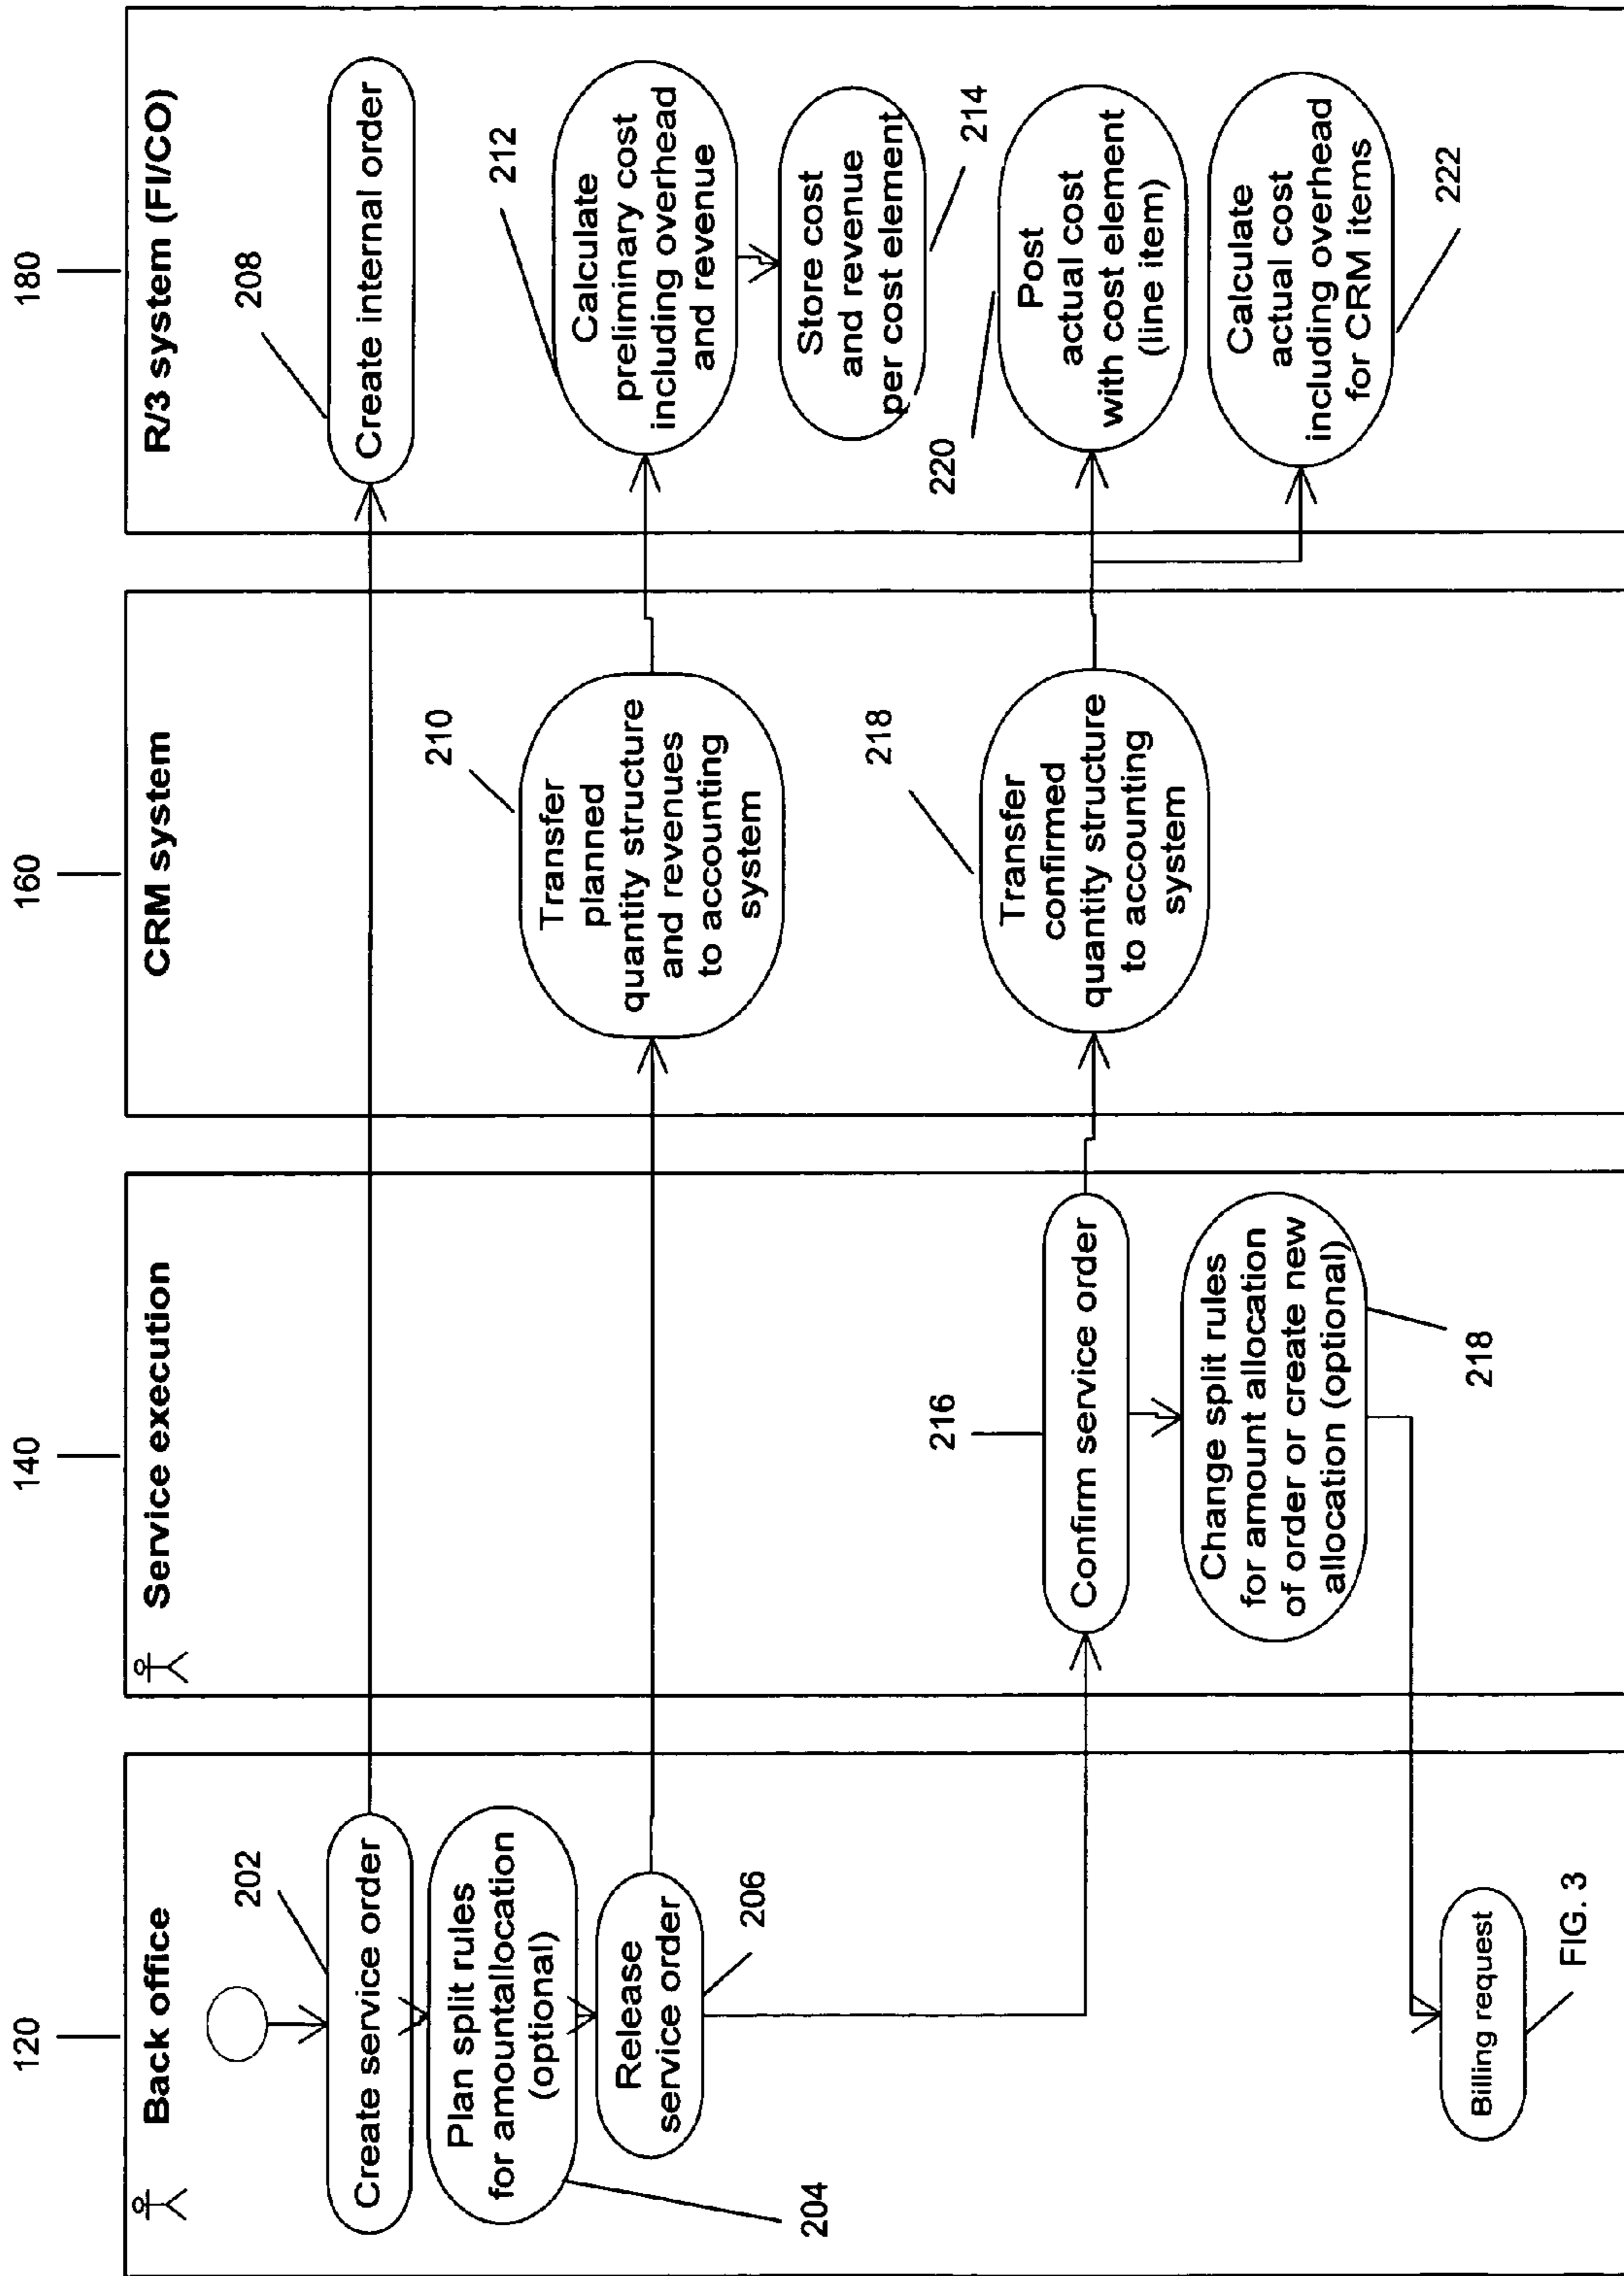 120
140
160
180
Back office
Service execution
CRM system
R/3 system (FI/CO)
202
Create service order
208
Create internal order
Plan split rules
for amountallocation
(optional)
204
Release
service order
206
210
Transfer
planned
quantity structure
and revenues
to accounting
system
212
Calculate
preliminary cost
including overhead
and revenue
Store cost
and revenue
per cost element
214
216
Confirm service order
218
Transfer
confirmed
quantity structure
to accounting
system
220
Post
actual cost
with cost element
(line item)
Change split rules
for amount allocation
of order or create new
allocation (optional)
218
Calculate
actual cost
including overhead
for CRM items
222
Billing request
FIG. 3